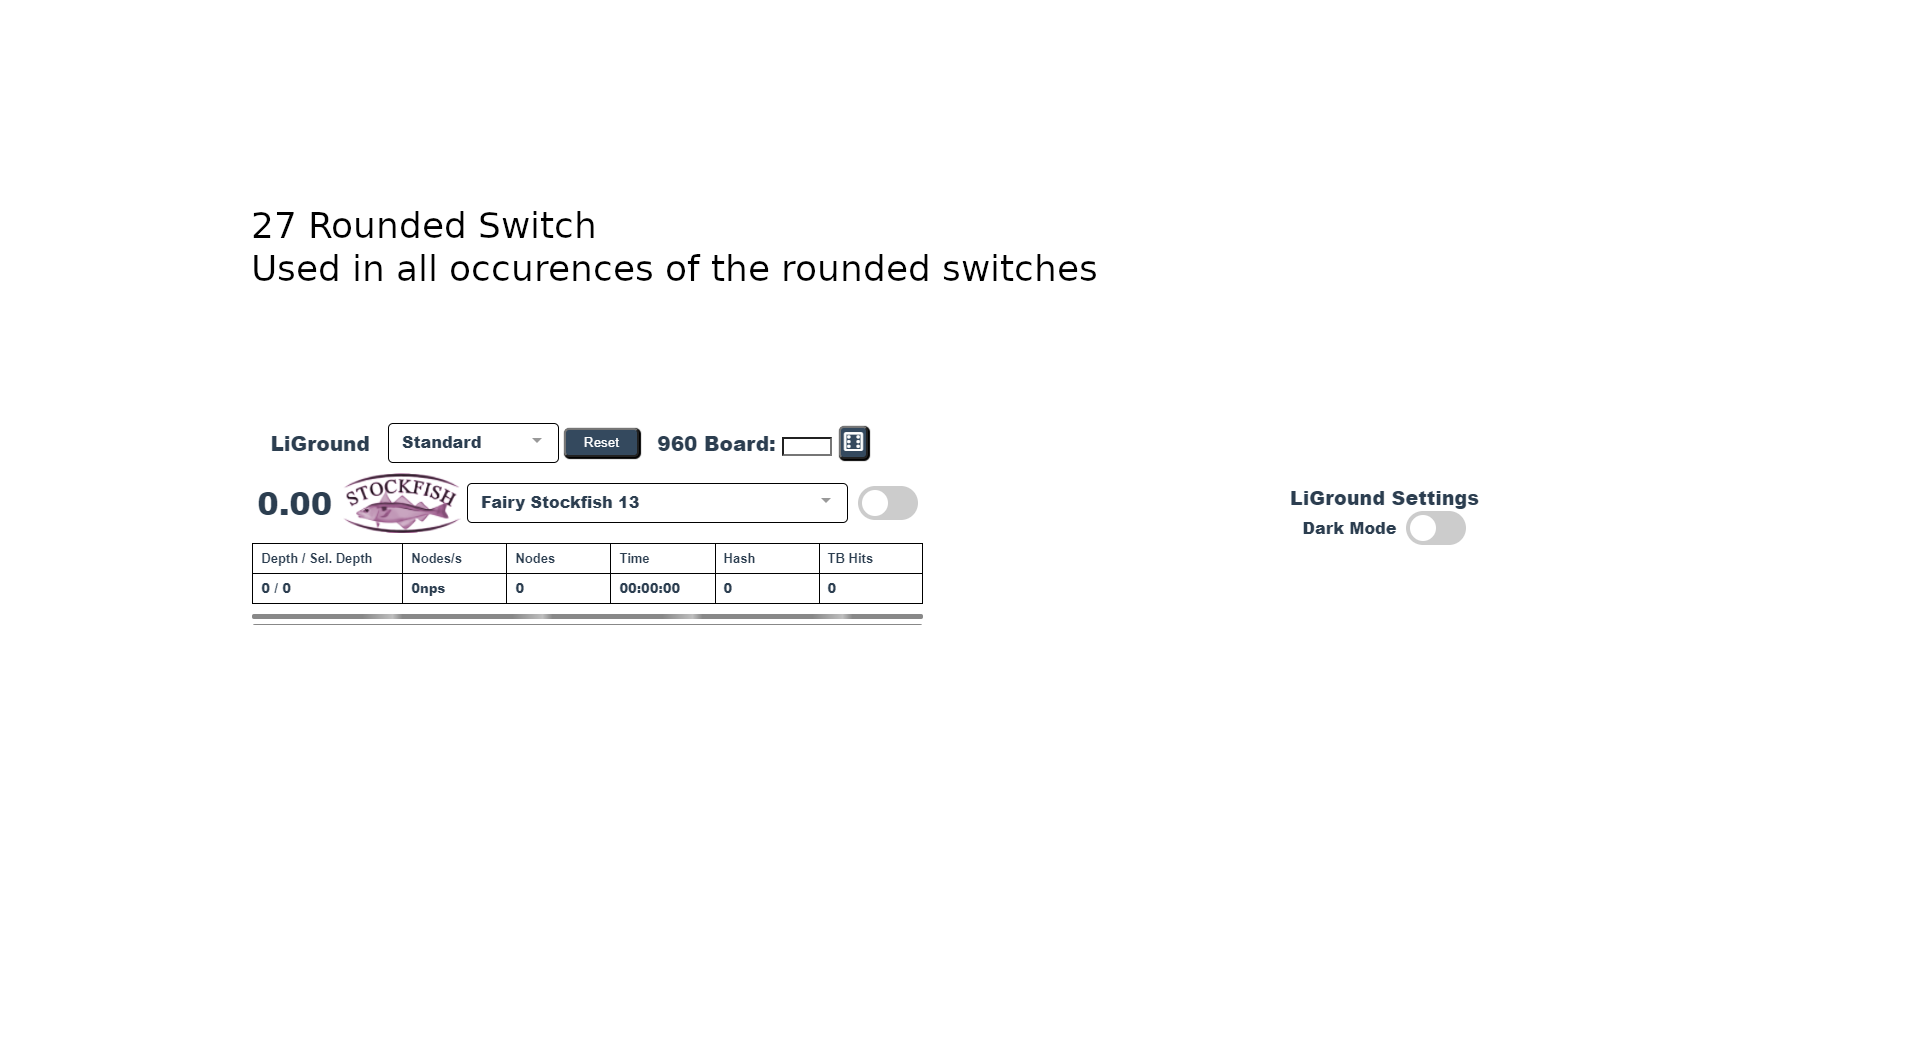 27 Rounded Switch
Used in all occurences of the rounded switches
LiGround Standard Reset 960 Board:
0.00 STOCKFISH Fairy Stockfish 13
Depth / Sel. Depth Nodes/s Nodes Time Hash TB Hits
0 / 0 0nps 0 00:00:00 0 0
LiGround Settings
Dark Mode